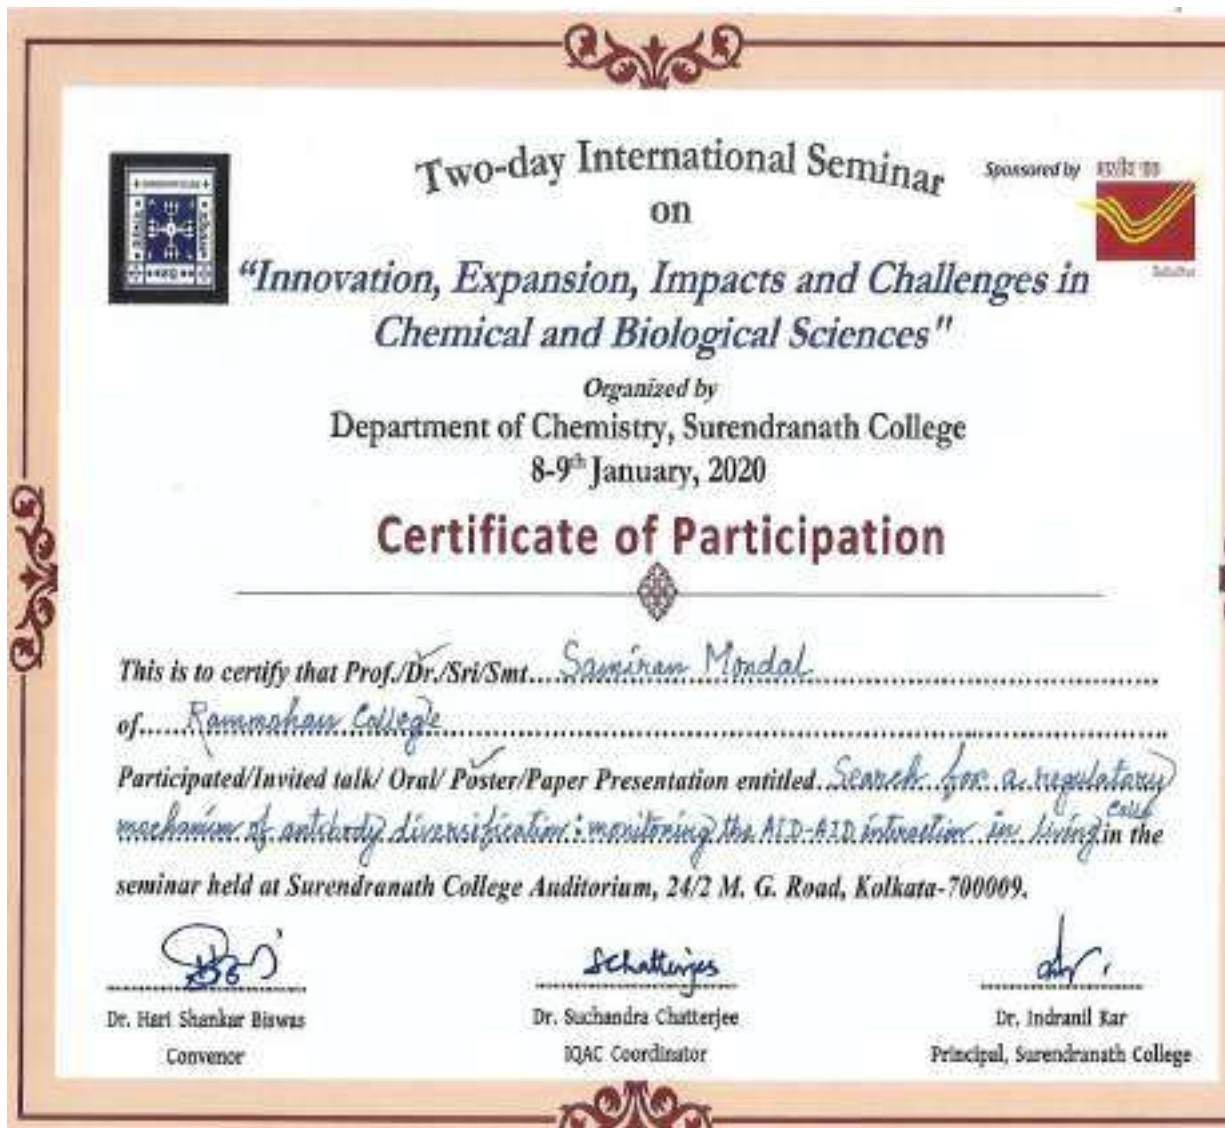 Two-day International Seminar
Sponsored by
on
"Innovation, Expansion, Impacts and Challenges in
Chemical and Biological Sciences"
Organized by
Department of Chemistry, Surendranath College
8-9th January, 2020
Certificate of Participation
This is to certify that Prof./Dr./Sri/Smt....Samiran Mondal
of......Rammohan College
Participated/Invited talk/ Oral/ Poster/Paper Presentation entitled..Search for a regulatory
mechanism of antibody diversification: monitoring the AID-AID interaction in living cells in the
seminar held at Surendranath College Auditorium, 24/2 M. G. Road, Kolkata-700009.
SChatterjee
Dr. Hari Shankar Biswas
Dr. Suchandra Chatterjee
Dr. Indranil Kar
Convenor
IQAC Coordinator
Principal, Surendranath College